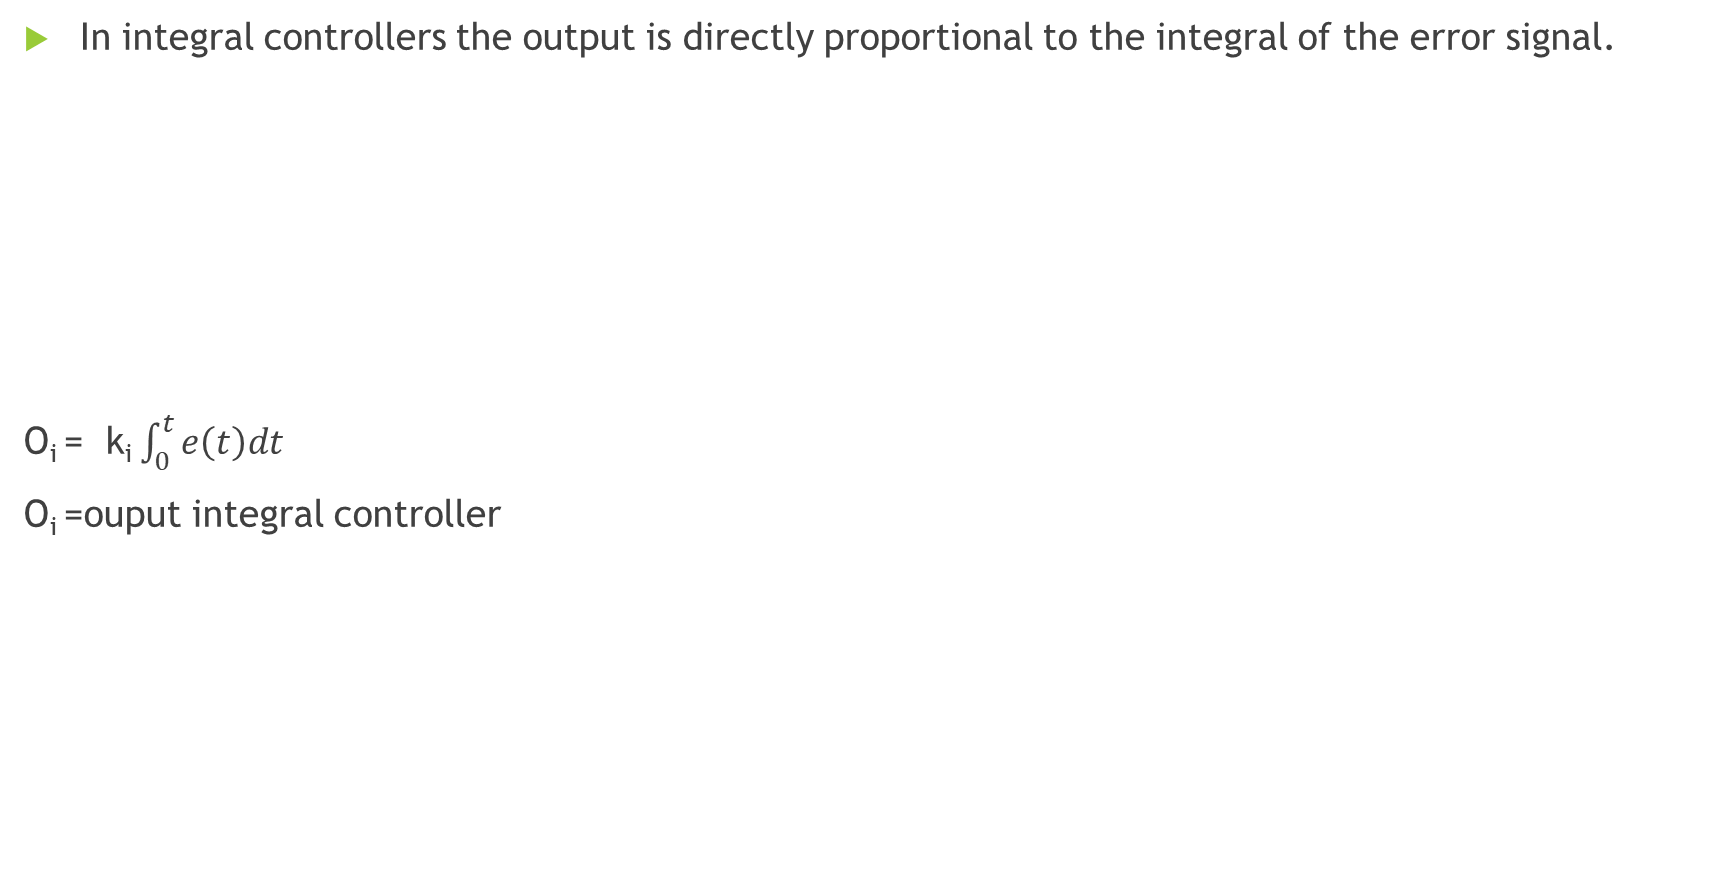 In integral controllers the output is directly proportional to the integral of the error signal.
Oᵢ = kᵢ ∫₀ᵗ e(t)dt
Oᵢ =ouput integral controller